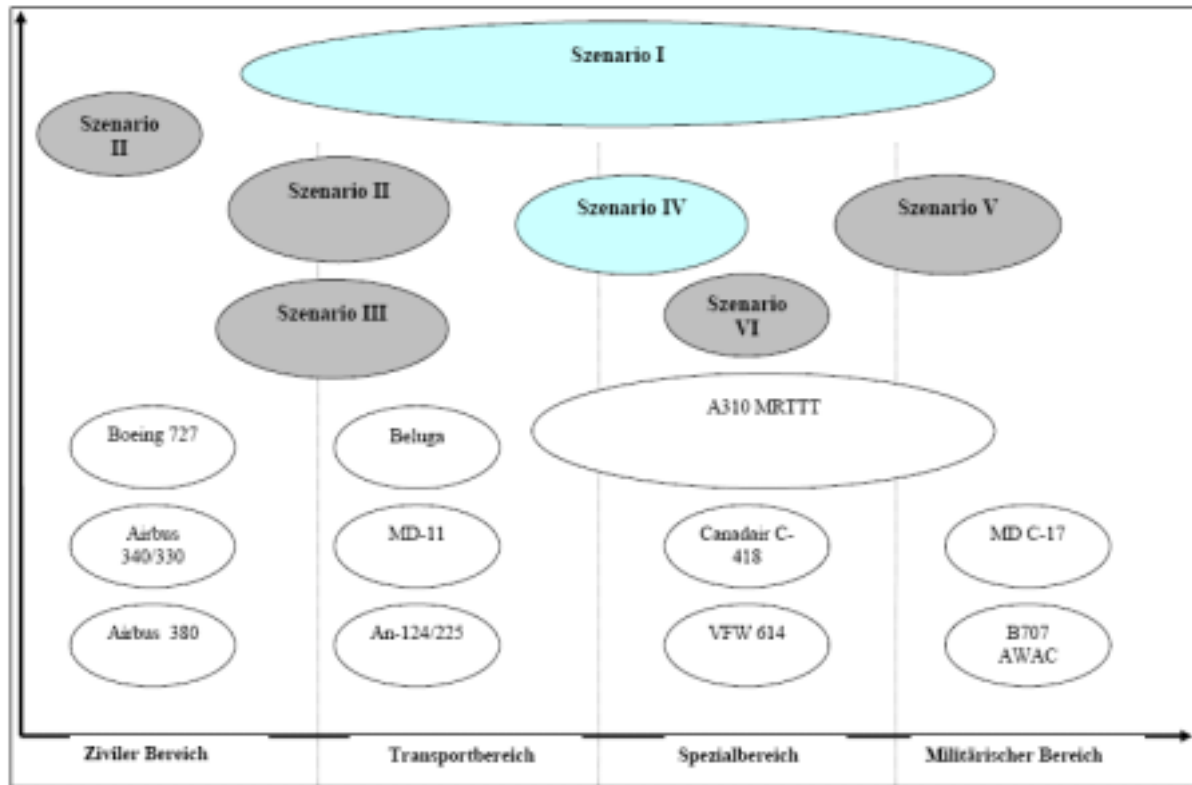 Szenario I
Szenario
II
Szenario II
Szenario IV
Szenario V
Szenario III
Szenario
VI
A310 MRTTT
Boeing 727
Beluga
Airbus
340/330
MD-11
Canadair C-
418
MD C-17
Airbus 380
An-124/225
VFW 614
B707
AWAC
Ziviler Bereich
Transportbereich
Spezialbereich
Militärischer Bereich